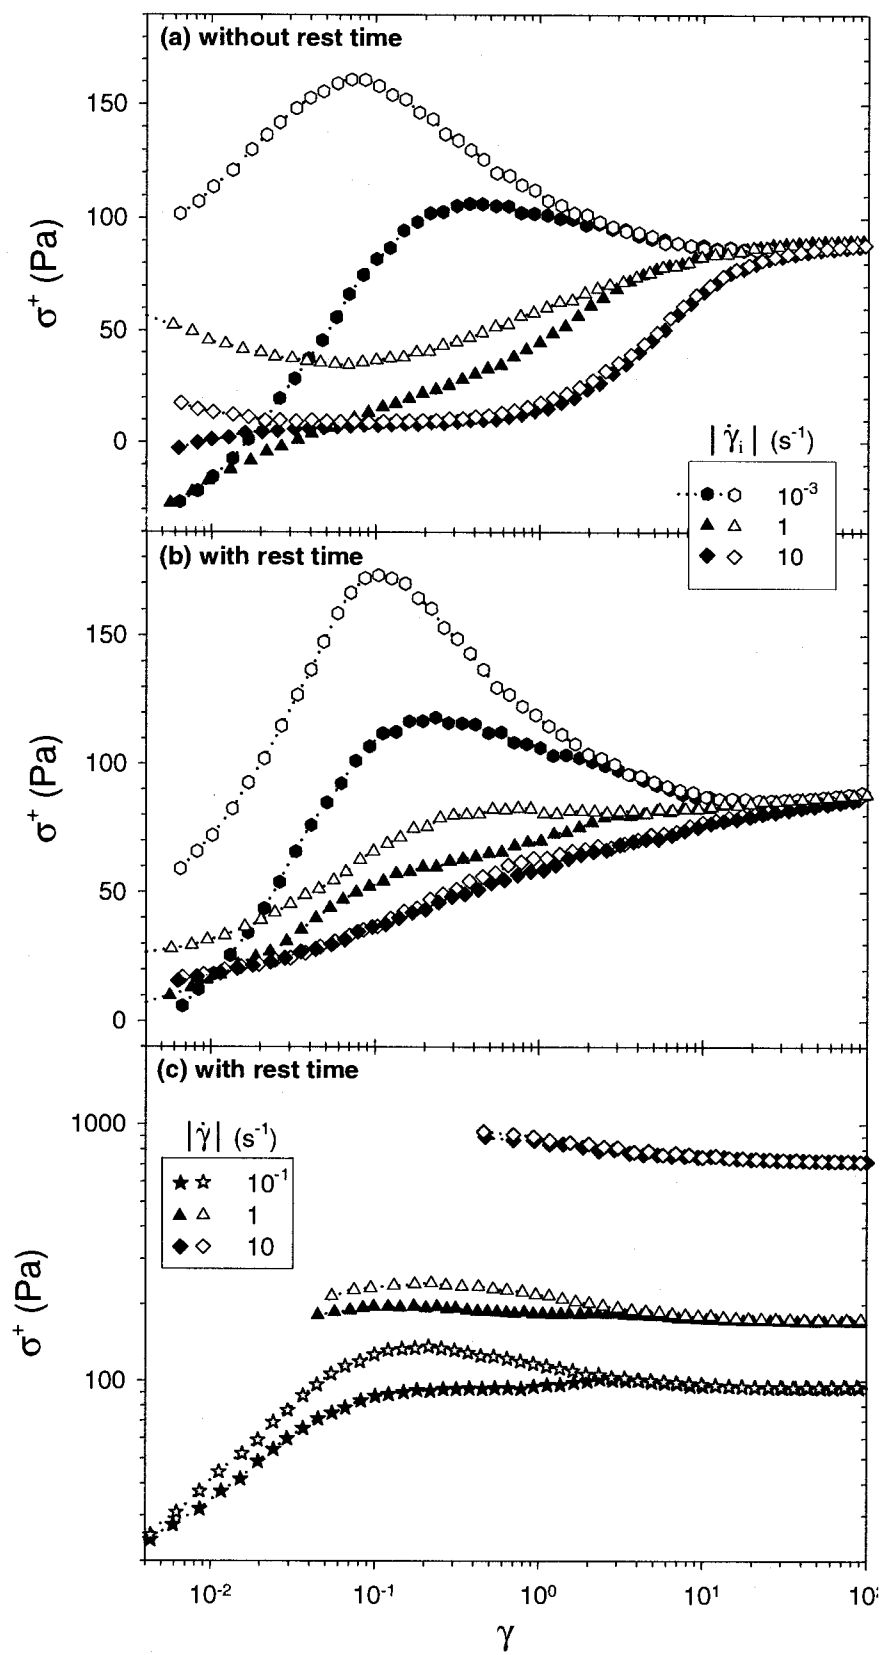 (a) without rest time
150
100
50
0
σ⁺ (Pa)
|γ̇ᵢ| (s⁻¹)
10⁻³
1
10
(b) with rest time
150
100
50
0
σ⁺ (Pa)
(c) with rest time
1000
100
σ⁺ (Pa)
|γ̇| (s⁻¹)
10⁻¹
1
10
10⁻² 10⁻¹ 10⁰ 10¹
γ